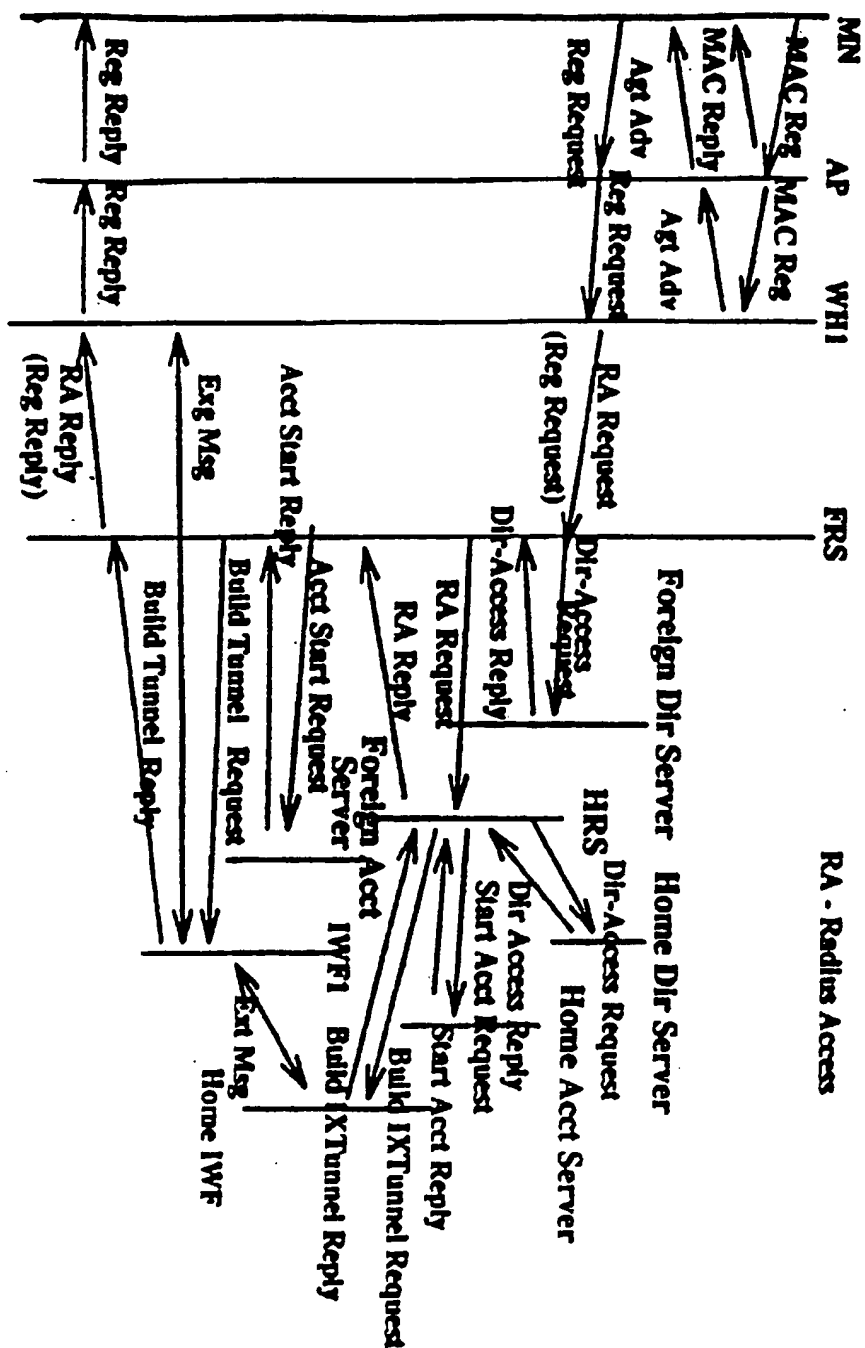 RA - Radius Access
MN
AP
WH1
FRS
Foreign Dir Server
Home Dir Server
MAC Reg
MAC Reg
MAC Reply
Agt Adv
Agt Adv
Reg Request
Reg Request
RA Request
(Reg Request)
Dir-Access
Request
Dir-Access Reply
HRS
Dir-Access Request
Dir Access Reply
Home Acct Server
RA Request
Start Acct Request
Start Acct Reply
RA Reply
Build IXTunnel Request
Build IXTunnel Reply
Foreign Acct
Server
Acct Start Request
Acct Start Reply
IWF1
Build Tunnel Request
Exg Msg
Ext Msg
Home IWF
Build Tunnel Reply
RA Reply
(Reg Reply)
Reg Reply
Reg Reply